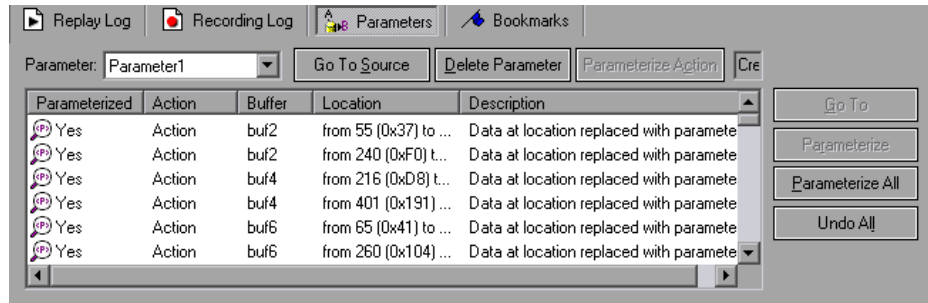 Replay Log Recording Log Parameters Bookmarks
Parameter: Parameter1 Go To Source Delete Parameter Parameterize Action Cre
Parameterized Action Buffer Location Description Go To
Yes Action buf2 from 55 (0x37) to ... Data at location replaced with paramete
Yes Action buf2 from 240 (0xF0) t... Data at location replaced with paramete Parameterize
Yes Action buf4 from 216 (0xD8) t... Data at location replaced with paramete
Yes Action buf4 from 401 (0x191) ... Data at location replaced with paramete Parameterize All
Yes Action buf6 from 65 (0x41) to ... Data at location replaced with paramete Undo All
Yes Action buf6 from 260 (0x104) ... Data at location replaced with paramete